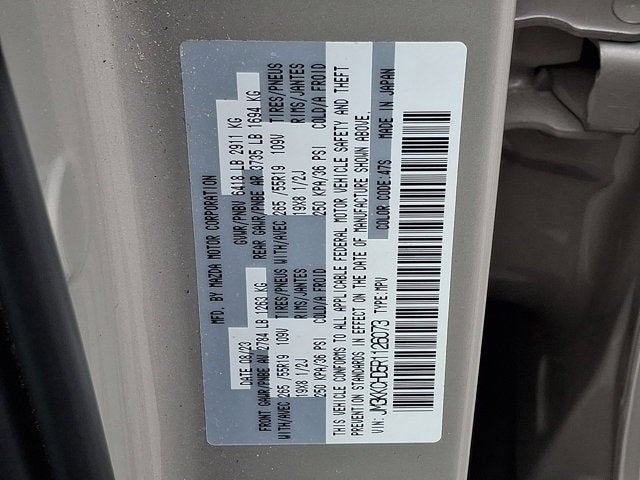 MFD. BY MAZDA MOTOR CORPORATION
DATE 08/23 GVWR/PNBV 6418 LB 2911 KG
FRONT GAWR/PNBE AV 2784 LB 1263 KG REAR GAWR/PNBE AR 3735 LB 1694 KG
WITH/AVEC TIRES/PNEUS WITH/AVEC TIRES/PNEUS
265 /55R19 109V RIMS/JANTES 265 /55R19 109V RIMS/JANTES
19X8 1/2J 19X8 1/2J
250 KPA/36 PSI COLD/A FROID 250 KPA/36 PSI COLD/A FROID
THIS VEHICLE CONFORMS TO ALL APPLICABLE FEDERAL MOTOR VEHICLE SAFETY AND THEFT
PREVENTION STANDARDS IN EFFECT ON THE DATE OF MANUFACTURE SHOWN ABOVE.
VIN: JM3KKCHD5R1126073 TYPE:MPV COLOR CODE:47S MADE IN JAPAN